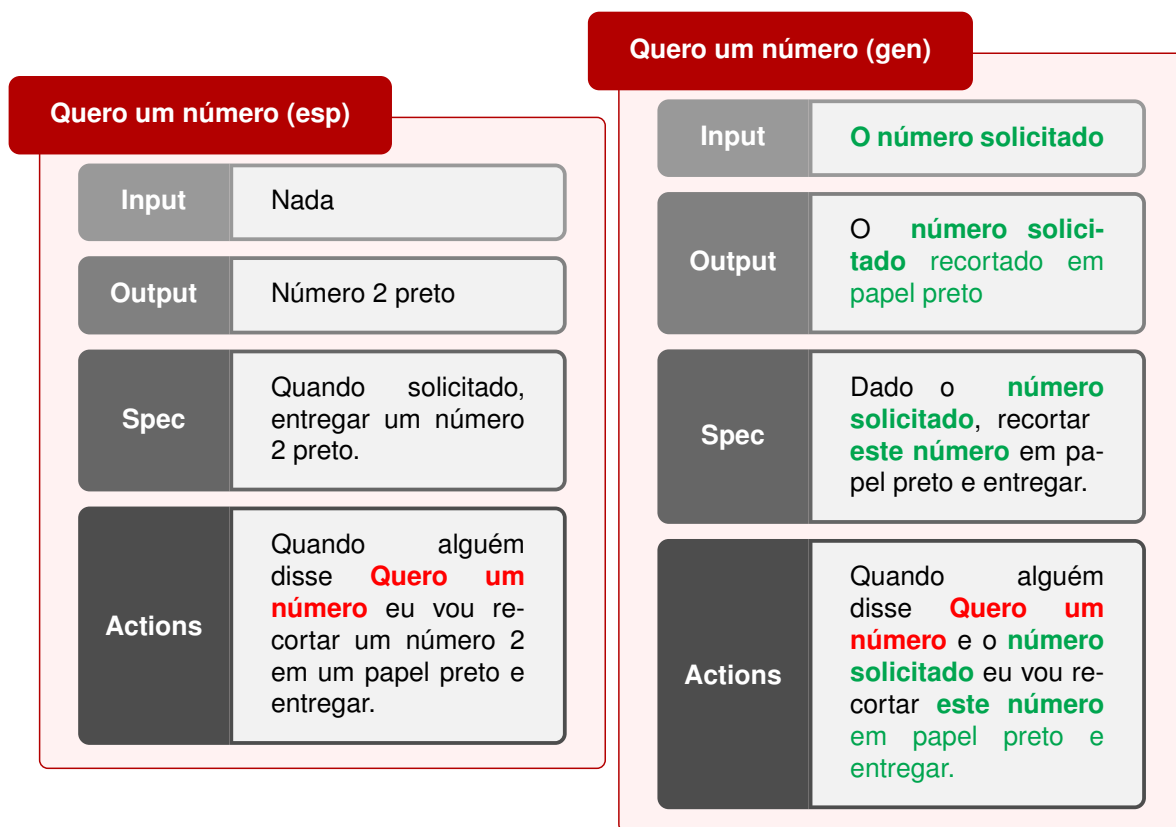 Quero um número (esp)
Input
Nada
Output
Número 2 preto
Spec
Quando solicitado,
entregar um número
2 preto.
Actions
Quando alguém
disse Quero um
número eu vou re-
cortar um número 2
em um papel preto e
entregar.
Quero um número (gen)
Input
O número solicitado
Output
O número solici-
tado recortado em
papel preto
Spec
Dado o número
solicitado, recortar
este número em pa-
pel preto e entregar.
Actions
Quando alguém
disse Quero um
número e o número
solicitado eu vou re-
cortar este número
em papel preto e
entregar.